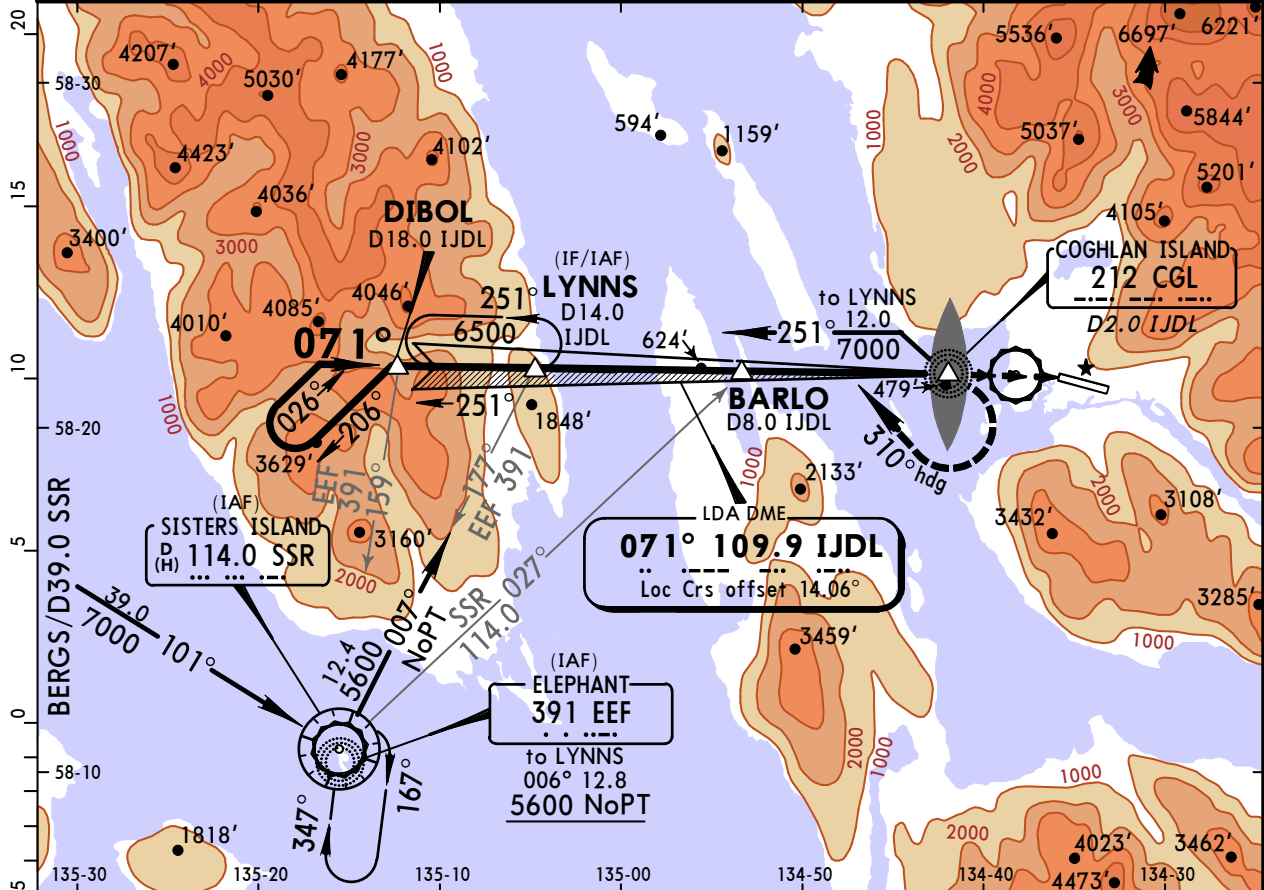 20
4207'
4000
5030'
4177'
1000
58-30
594'
1159'
5536'
6697'
6221'
4000
3000
5844'
1000
1000
2000
5037'
4423'
4102'
3000
15
4036'
5201'
4105'
3400'
3000
DIBOL
D18.0 IJDL
(IF/IAF)
LYNNS
D14.0
IJDL
COGHLAN ISLAND
212 CGL
D2.0 IJDL
4046'
4085'
4010'
251°
6500
071°
624'
to LYNNS
12.0
251°
7000
10
479'
026°
206°
251°
1848'
BARLO
D8.0 IJDL
1000
58-20
3629'
310° hdg
EEF
391
159°
177°
EEF 391
1000
2133'
2000
3108'
3432'
(IAF)
SISTERS ISLAND
D
(H)
114.0 SSR
3160'
2000
LDA DME
071° 109.9 IJDL
Loc Crs offset 14.06°
5
3285'
1000
BERGS/D39.0 SSR
39.0
7000
101°
12.4
5600
007°
NoPT
SSR 027°
114.0
3459'
(IAF)
ELEPHANT
391 EEF
to LYNNS
006° 12.8
5600 NoPT
0
2000
1000
1000
58-10
347°
167°
1818'
2000
4023'
3462'
4473'
5
135-30
135-20
135-10
135-00
134-50
134-40
134-30